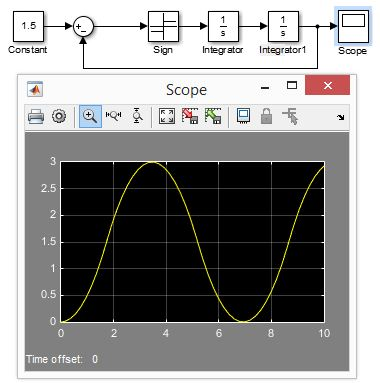 1.5
Constant
+
-
Sign
1
s
Integrator
1
s
Integrator1
Scope
Scope
3
2.5
2
1.5
1
0.5
0
0 2 4 6 8 10
Time offset: 0